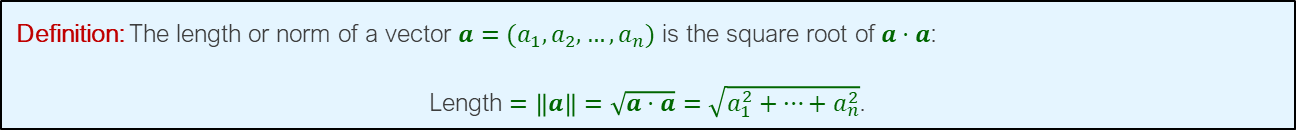 Definition: The length or norm of a vector 𝒂 = (𝑎₁, 𝑎₂, … , 𝑎ₙ) is the square root of 𝒂 · 𝒂:
Length = ‖𝒂‖ = √(𝒂 · 𝒂) = √(𝑎₁² + ⋯ + 𝑎ₙ²).